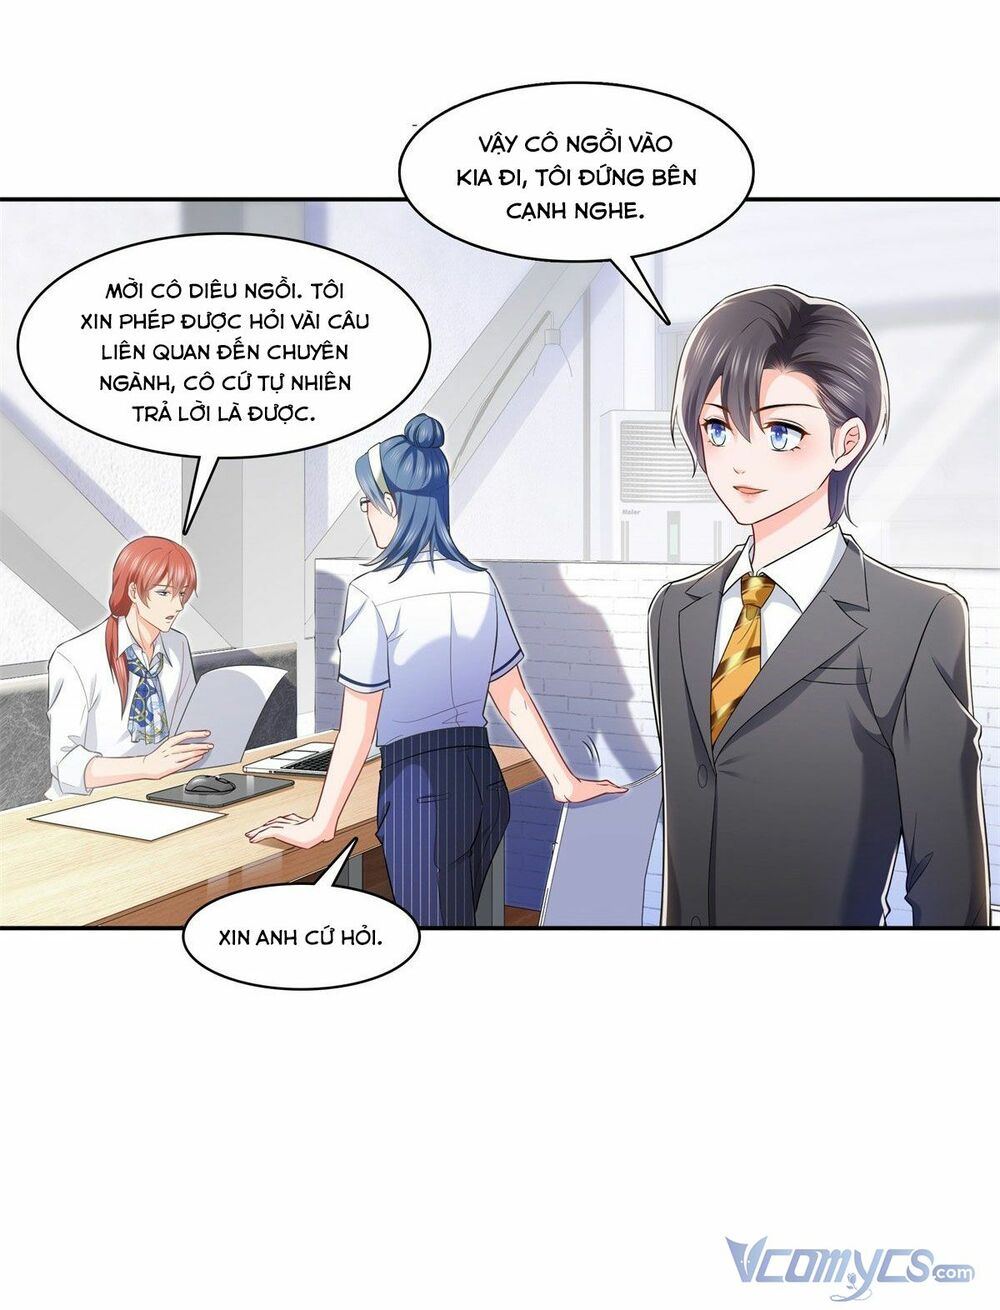 VẬY CÔ NGỒI VÀO
KIA ĐI, TÔI ĐỨNG BÊN
CẠNH NGHE.
MỜI CÔ DIÊU NGỒI. TÔI
XIN PHÉP ĐƯỢC HỎI VÀI CÂU
LIÊN QUAN ĐẾN CHUYÊN
NGÀNH, CÔ CỨ TỰ NHIÊN
TRẢ LỜI LÀ ĐƯỢC.
Haier
XIN ANH CỨ HỎI.
VCOMYCS.com